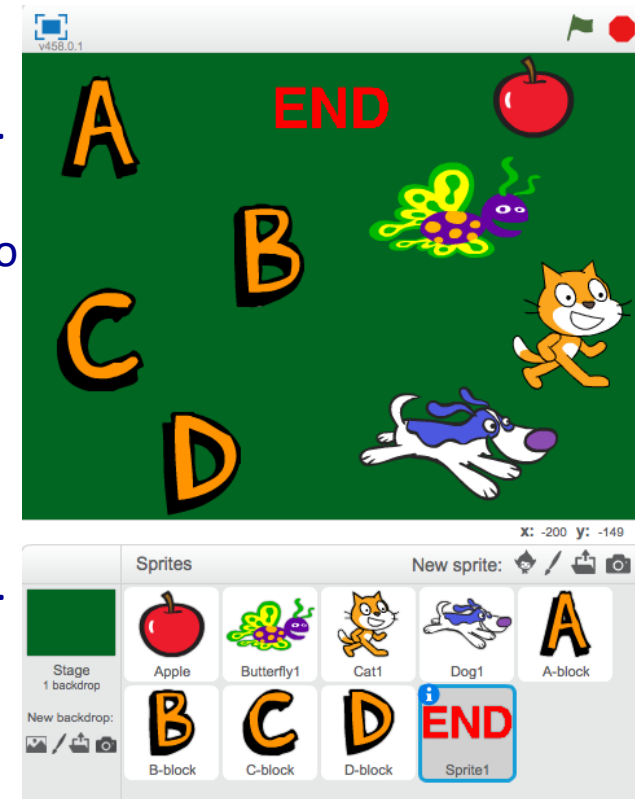 v458.0.1
A
END
B
C
D
x: -200 y: -149
Sprites
New sprite:
Stage
1 backdrop
New backdrop:
Apple
Butterfly1
Cat1
Dog1
A
A-block
B
B-block
C
C-block
D
D-block
END
Sprite1